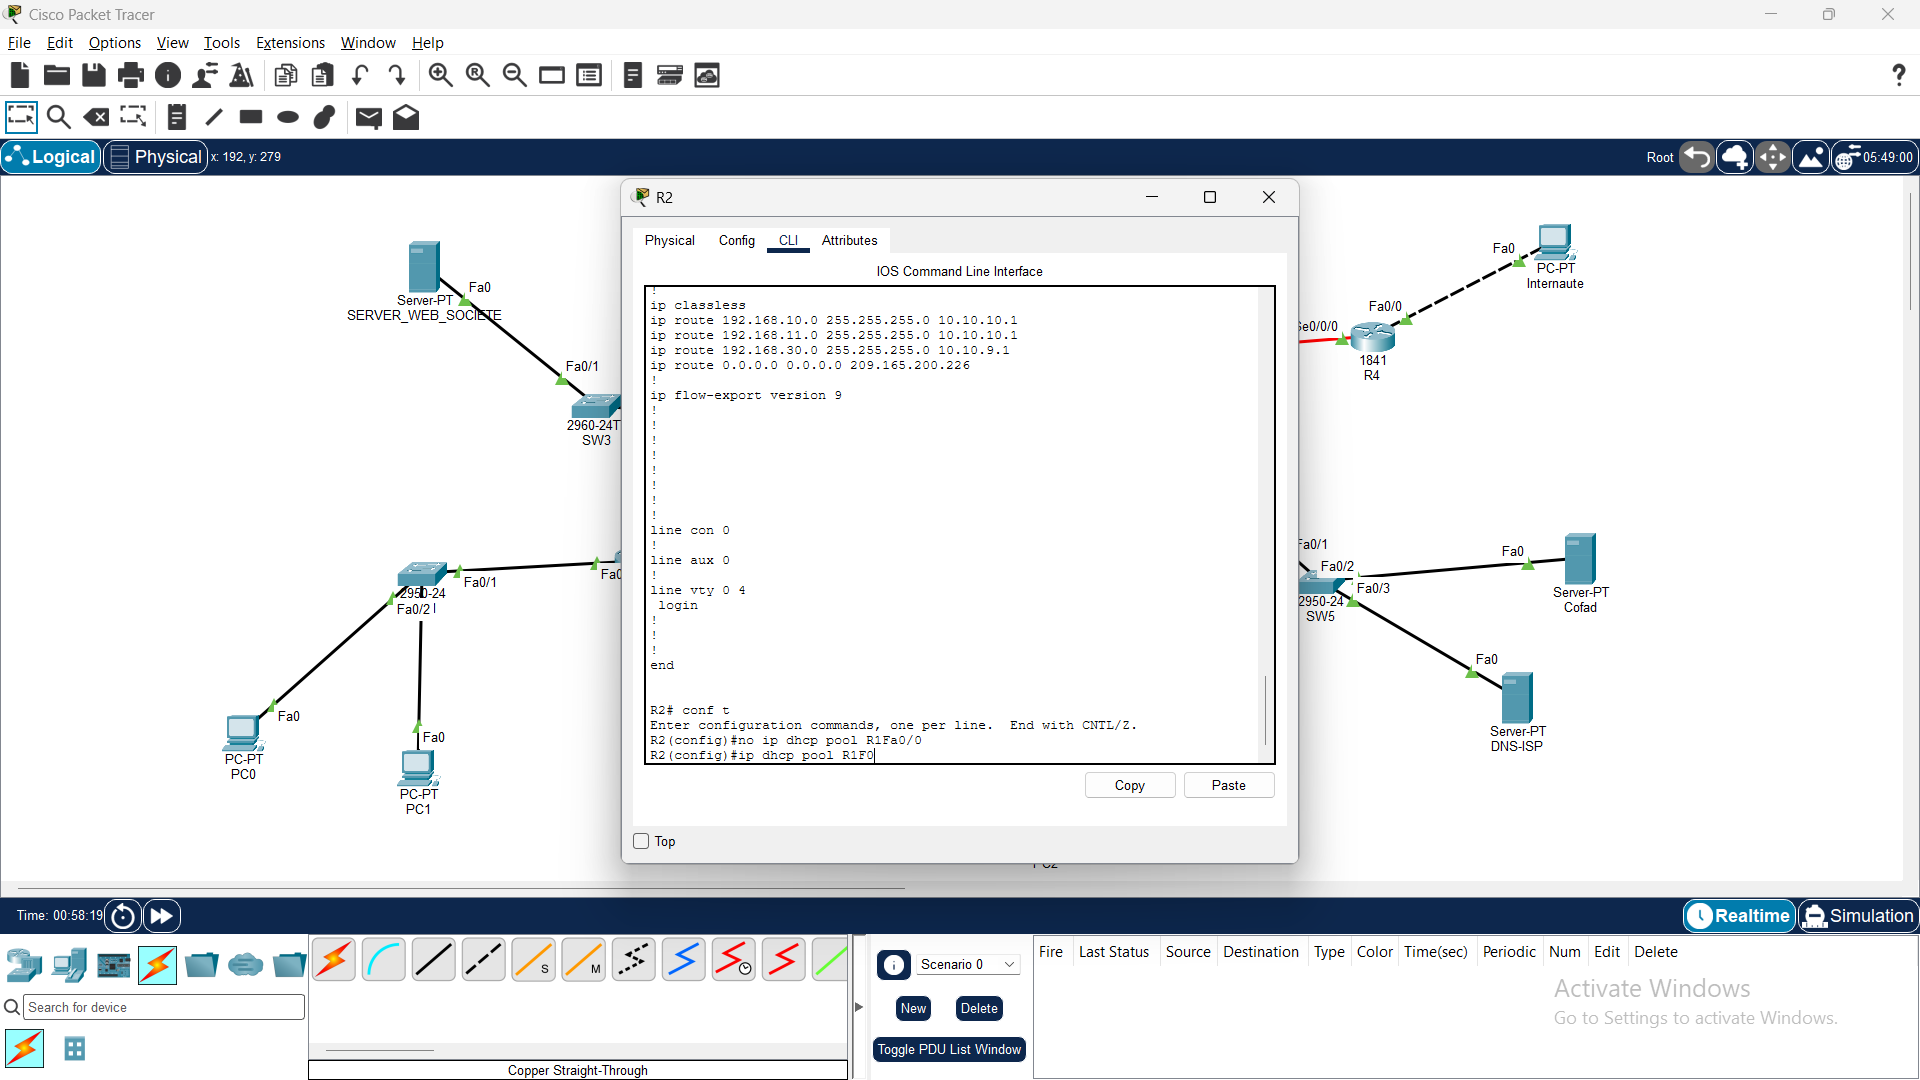 Cisco Packet Tracer
File Edit Options View Tools Extensions Window Help
Logical Physical x: 192, y: 279
Root 05:49:00
R2
Physical Config CLI Attributes
IOS Command Line Interface
!
ip classless
ip route 192.168.10.0 255.255.255.0 10.10.10.1
ip route 192.168.11.0 255.255.255.0 10.10.10.1
ip route 192.168.30.0 255.255.255.0 10.10.9.1
ip route 0.0.0.0 0.0.0.0 209.165.200.226
!
ip flow-export version 9
!
!
!
!
!
!
!
!
line con 0
!
line aux 0
!
line vty 0 4
login
!
!
!
end
R2# conf t
Enter configuration commands, one per line. End with CNTL/Z.
R2(config)#no ip dhcp pool R1Fa0/0
R2(config)#ip dhcp pool R1F0
Copy Paste
Top
Fa0
Server-PT
SERVER_WEB_SOCIETE
Fa0/1
2960-24T
SW3
Fa0/1
2950-24
Fa0/2
Fa0
PC-PT
PC0
Fa0
PC-PT
PC1
Fa0
PC-PT
Internaute
Fa0/0
Se0/0/0
1841
R4
Fa0/1
Fa0/2
Fa0/3
2950-24
SW5
Fa0
Server-PT
Cofad
Fa0
Server-PT
DNS-ISP
PC2
Time: 00:58:19
Realtime Simulation
Search for device
S
M
Copper Straight-Through
Scenario 0
New Delete
Toggle PDU List Window
Fire Last Status Source Destination Type Color Time(sec) Periodic Num Edit Delete
Activate Windows
Go to Settings to activate Windows.